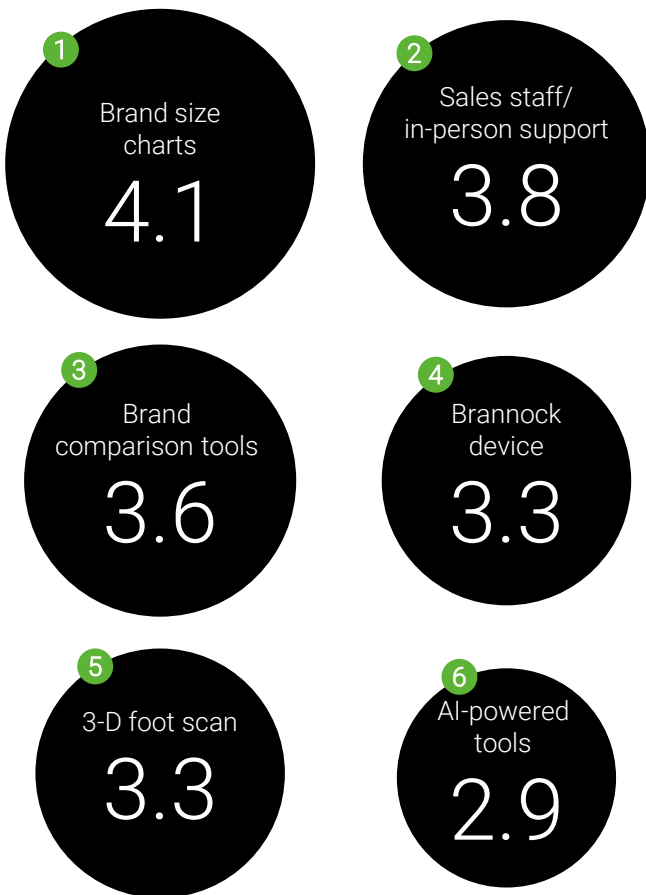 1
Brand size
charts
4.1
2
Sales staff/
in-person support
3.8
3
Brand
comparison tools
3.6
4
Brannock
device
3.3
5
3-D foot scan
3.3
6
AI-powered
tools
2.9